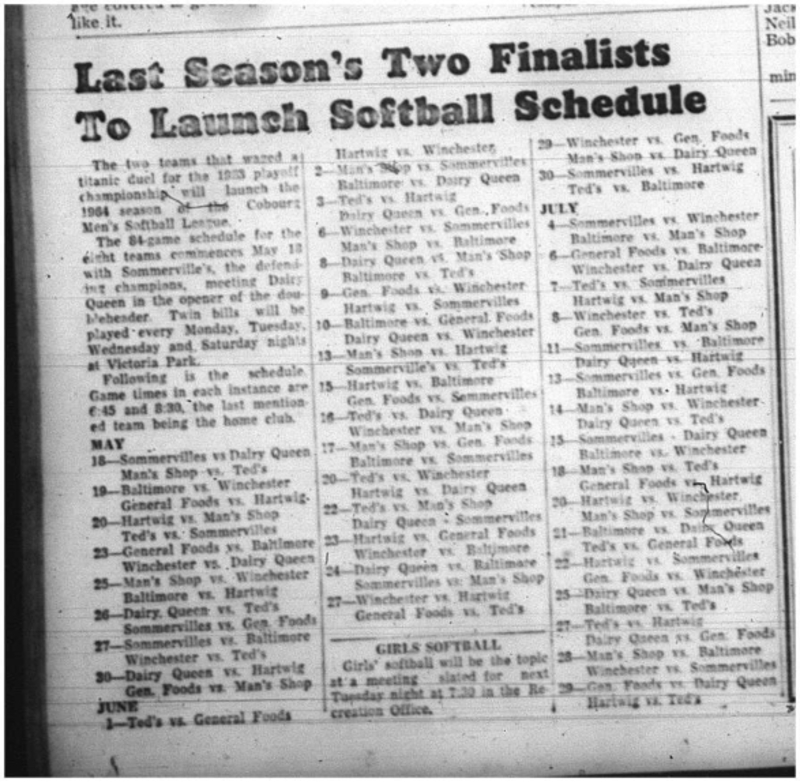 like it.
Last Season's Two Finalists
To Launch Softball Schedule
The two teams that waged a
titanic duel for the 1963 playoff
championship will launch the
1964 season of the Cobourg
Men's Softball League.
The 84-game schedule for the
eight teams commences May 18
with Sommerville's, the defend-
ing champions, meeting Dairy
Queen in the opener of the dou-
bleheader. Twin bills will be
played every Monday, Tuesday,
Wednesday and Saturday nights
at Victoria Park.
Following is the schedule.
Game times in each instance are
6:45 and 8:30, the last mention-
ed team being the home club.
MAY
18—Sommervilles vs Dairy Queen
Man's Shop vs. Ted's
19—Baltimore vs. Winchester
General Foods vs. Hartwig
20—Hartwig vs. Man's Shop
Ted's vs. Sommervilles
23—General Foods vs. Baltimore
Winchester vs. Dairy Queen
25—Man's Shop vs. Winchester
Baltimore vs. Hartwig
26—Dairy Queen vs. Ted's
Sommervilles vs. Gen. Foods
27—Sommervilles vs. Baltimore
Winchester vs. Ted's
30—Dairy Queen vs. Hartwig
Gen. Foods vs. Man's Shop
JUNE
1—Ted's vs. General Foods
Hartwig vs. Winchester
2—Man's Shop vs Sommervilles
Baltimore vs. Dairy Queen
3—Ted's vs. Hartwig
Dairy Queen vs. Gen. Foods
6—Winchester vs. Sommervilles
Man's Shop vs. Baltimore
8—Dairy Queen vs. Man's Shop
Baltimore vs. Ted's
9—Gen. Foods vs. Winchester
Hartwig vs. Sommervilles
10—Baltimore vs. General Foods
Dairy Queen vs. Winchester
13—Man's Shop vs. Hartwig
Sommerville's vs. Ted's
15—Hartwig vs. Baltimore
Gen. Foods vs. Sommervilles
16—Ted's vs. Dairy Queen
Winchester vs. Man's Shop
17—Man's Shop vs. Gen. Foods
Baltimore vs. Sommervilles
20—Ted's vs. Winchester
Hartwig vs. Dairy Queen
22—Ted's vs. Man's Shop
Dairy Queen Sommervilles
23—Hartwig vs. General Foods
Winchester vs. Baltimore
24—Dairy Queen vs. Baltimore
Sommervilles vs. Man's Shop
27—Winchester vs. Hartwig
General Foods vs. Ted's
GIRLS SOFTBALL
Girls' softball will be the topic
at a meeting slated for next
Tuesday night at 7:30 in the Re-
creation Office.
29—Winchester vs. Gen. Foods
Man's Shop vs. Dairy Queen
30—Sommervilles vs. Hartwig
Ted's vs. Baltimore
JULY
4—Sommervilles vs. Winchester
Baltimore vs. Man's Shop
6—General Foods vs. Baltimore
Winchester vs. Dairy Queen
7—Ted's vs. Sommervilles
Hartwig vs. Man's Shop
8—Winchester vs. Ted's
Gen. Foods vs. Man's Shop
11—Sommervilles vs. Baltimore
Dairy Queen vs. Hartwig
13—Sommervilles vs. Gen. Foods
Baltimore vs. Hartwig
14—Man's Shop vs. Winchester
Dairy Queen vs. Ted's
15—Sommervilles - Dairy Queen
Baltimore vs. Winchester
18—Man's Shop vs. Ted's
General Foods vs. Hartwig
20—Hartwig vs. Winchester
Man's Shop vs. Sommervilles
21—Baltimore vs. Dairy Queen
Ted's vs. General Foods
22—Hartwig vs. Sommervilles
Gen. Foods vs. Winchester
25—Dairy Queen vs. Man's Shop
Baltimore vs. Ted's
27—Ted's vs. Hartwig
Dairy Queen vs. Gen. Foods
28—Man's Shop vs. Baltimore
Winchester vs. Sommervilles
29—Gen. Foods vs. Dairy Queen
Hartwig vs. Ted's
Jack
Neil
Bob
min